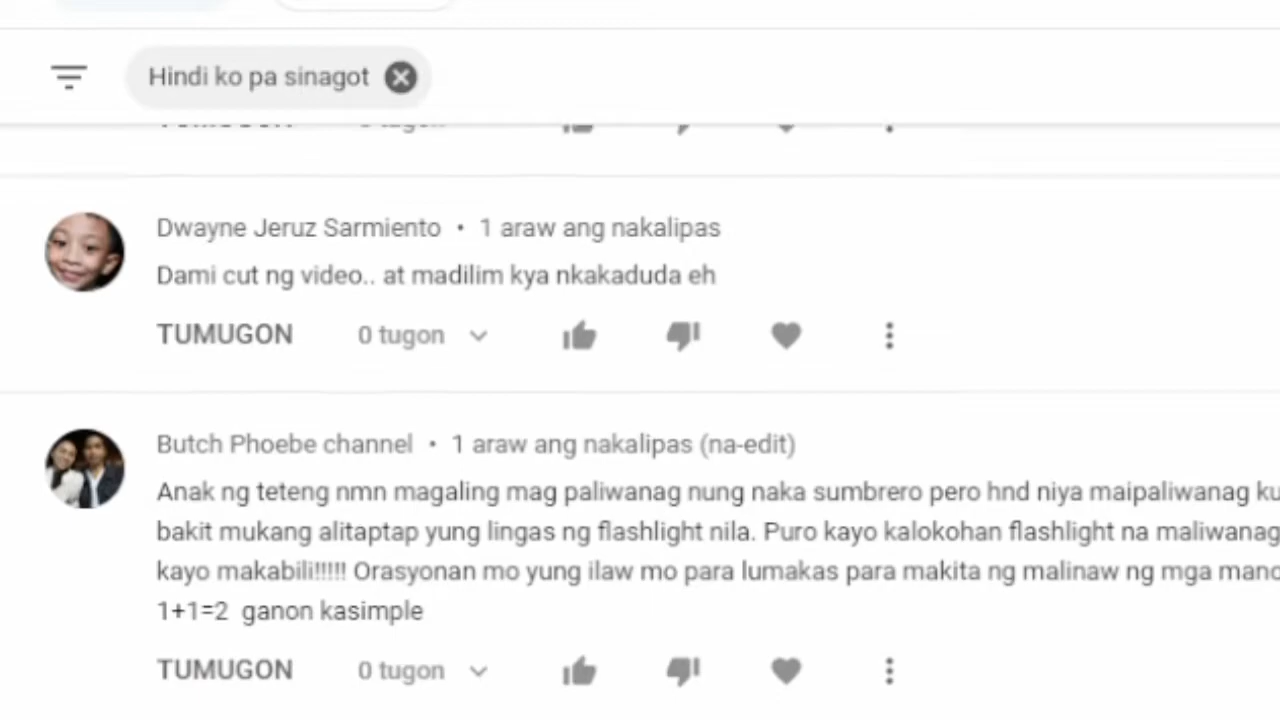 Hindi ko pa sinagot
Dwayne Jeruz Sarmiento • 1 araw ang nakalipas
Dami cut ng video.. at madilim kya nkakaduda eh
TUMUGON 0 tugon
Butch Phoebe channel • 1 araw ang nakalipas (na-edit)
Anak ng teteng nmn magaling mag paliwanag nung naka sumbrero pero hnd niya maipaliwanag
bakit mukang alitaptap yung lingas ng flashlight nila. Puro kayo kalokohan flashlight na maliwanag
kayo makabili!!!!! Orasyonan mo yung ilaw mo para lumakas para makita ng malinaw ng mga
1+1=2 ganon kasimple
TUMUGON 0 tugon